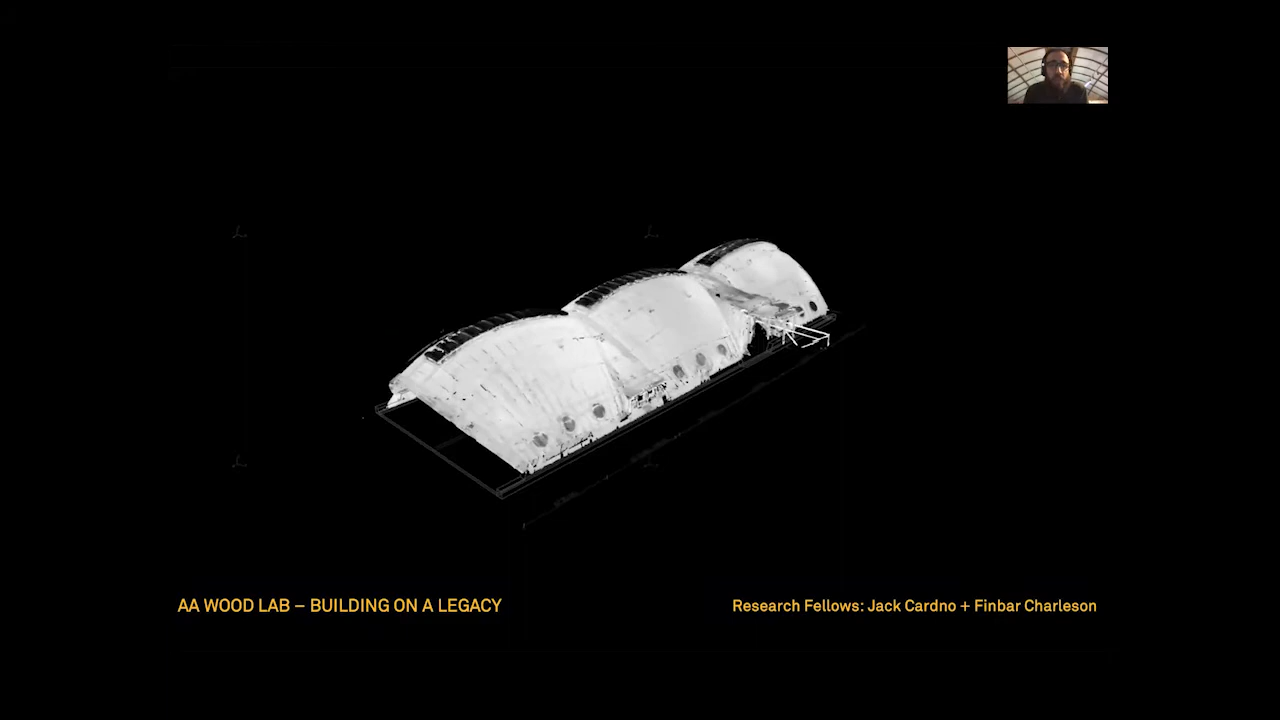 AA WOOD LAB – BUILDING ON A LEGACY
Research Fellows: Jack Cardno + Finbar Charleson